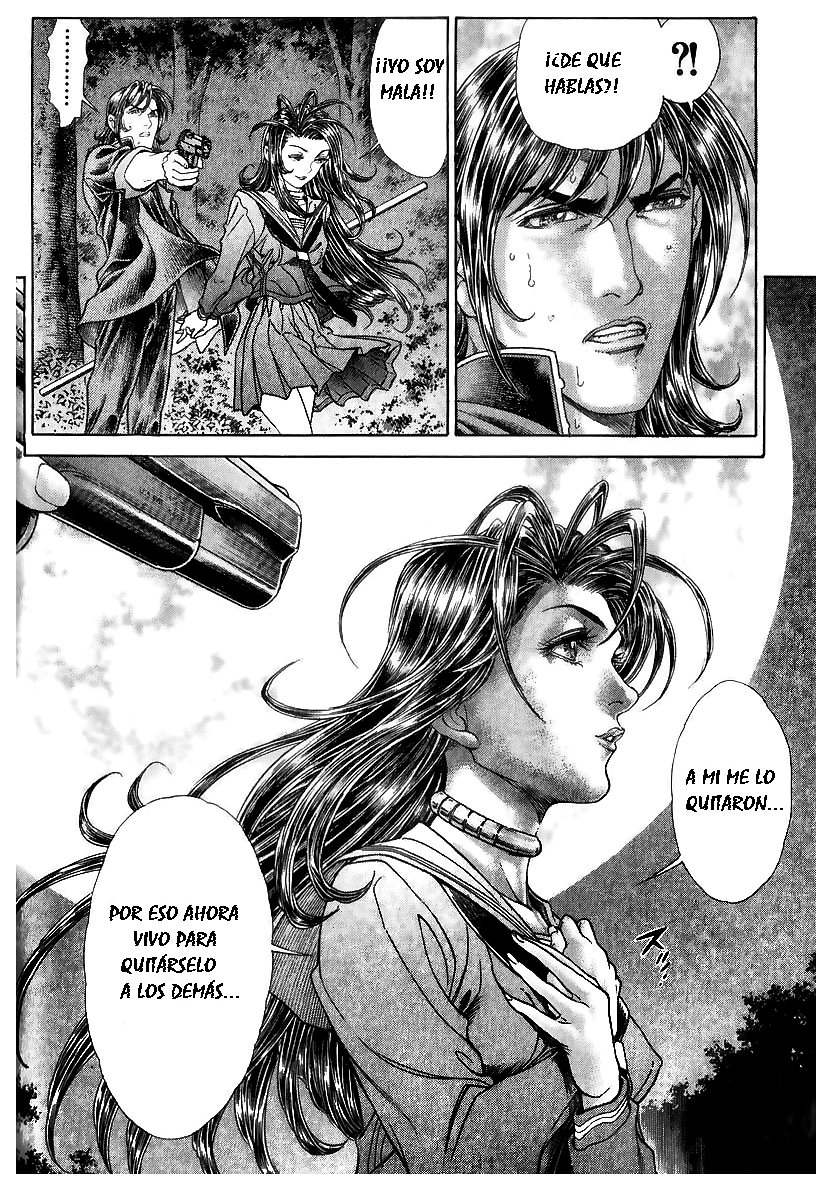 ?!
¡¿DE QUE
HABLAS?!
¡¡YO SOY
MALA!!
.........
A MI ME LO
QUITARON...
POR ESO AHORA
VIVO PARA
QUITÁRSELO
A LOS DEMÁS...